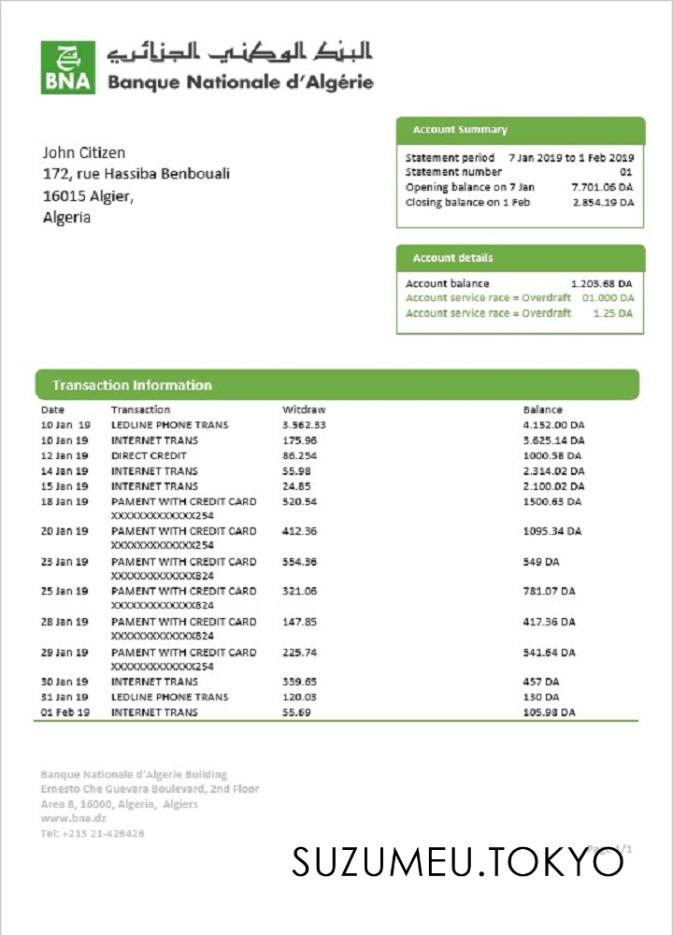 البنك الوطني الجزائري
BNA
Banque Nationale d'Algérie
John Citizen
172, rue Hassiba Benbouali
16015 Algier,
Algeria
Account Summary
Statement period 7 Jan 2019 to 1 Feb 2019
Statement number 01
Opening balance on 7 Jan 7.701.06 DA
Closing balance on 1 Feb 2.854.19 DA
Account details
Account balance 1.203.68 DA
Account service race = Overdraft 01.000 DA
Account service race = Overdraft 1.25 DA
Transaction Information
Date Transaction Witdraw Balance
10 Jan 19 LEDLINE PHONE TRANS 3.562.33 4.152.00 DA
10 Jan 19 INTERNET TRANS 175.96 3.625.14 DA
12 Jan 19 DIRECT CREDIT 86.254 1000.58 DA
14 Jan 19 INTERNET TRANS 55.98 2.314.02 DA
15 Jan 19 INTERNET TRANS 24.85 2.100.02 DA
18 Jan 19 PAMENT WITH CREDIT CARD 520.54 1500.63 DA
XXXXXXXXXXXXX254
20 Jan 19 PAMENT WITH CREDIT CARD 412.36 1095.34 DA
XXXXXXXXXXXXX254
23 Jan 19 PAMENT WITH CREDIT CARD 554.36 549 DA
XXXXXXXXXXXXX824
25 Jan 19 PAMENT WITH CREDIT CARD 321.06 781.07 DA
XXXXXXXXXXXXX624
28 Jan 19 PAMENT WITH CREDIT CARD 147.85 417.36 DA
XXXXXXXXXXXXX824
29 Jan 19 PAMENT WITH CREDIT CARD 225.74 541.64 DA
XXXXXXXXXXXXX254
30 Jan 19 INTERNET TRANS 339.65 457 DA
31 Jan 19 LEDLINE PHONE TRANS 120.03 130 DA
01 Feb 19 INTERNET TRANS 55.69 105.98 DA
Banque Nationale d'Algerie Building
Ernesto Che Guevara Boulevard, 2nd Floor
Area 8, 16000, Algeria, Algiers
www.bna.dz
Tel: +213 21-426426
Page 1/1
SUZUMEU.TOKYO